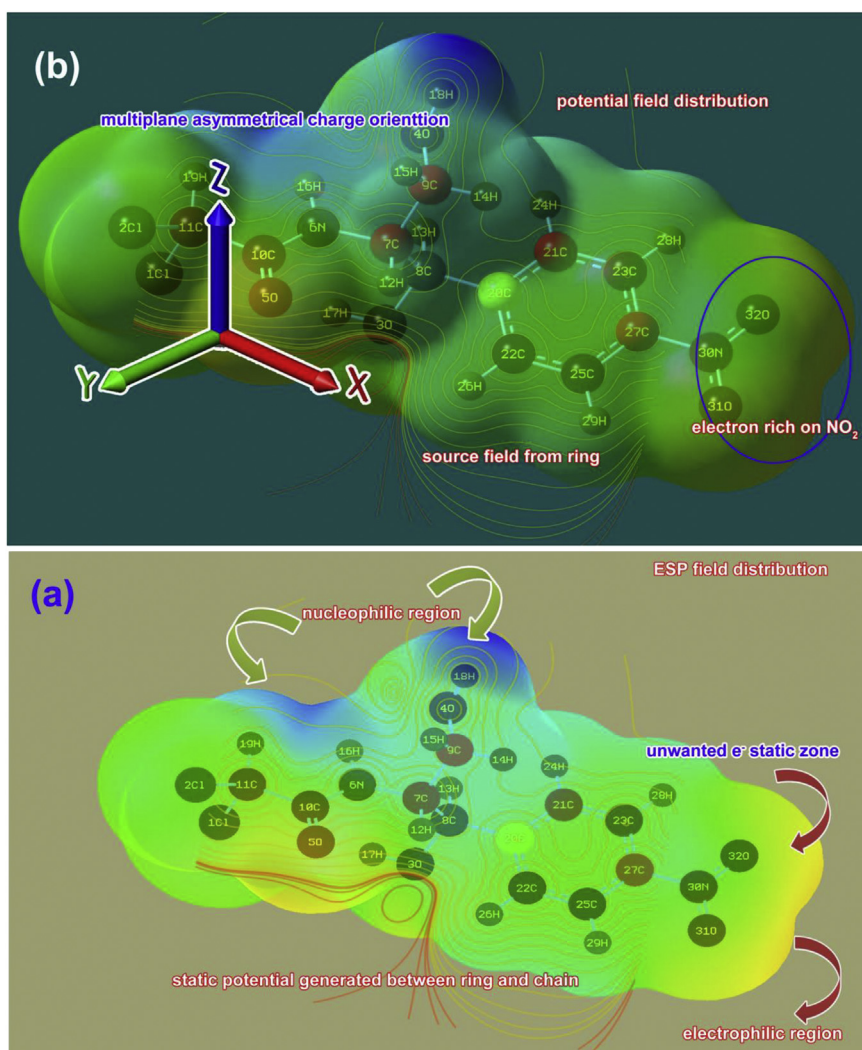 (b)
potential field distribution
multiplane asymmetrical charge orienttion
18H
4O
19H
Z
16H
15H
9C
14H
24H
2Cl
11C
6N
7C
13H
28H
10C
8C
21C
23C
1Cl
12H
5O
20C
32O
17H
3O
27C
22C
30N
25C
Y
X
26H
31O
29H
electron rich on NO2
source field from ring
(a)
ESP field distribution
nucleophilic region
18H
4O
19H
16H
15H
9C
unwanted e- static zone
14H
24H
2Cl
11C
6N
7C
13H
28H
10C
21C
1Cl
12H
8C
23C
5O
17H
3O
27C
32O
22C
30N
25C
26H
31O
29H
static potential generated between ring and chain
electrophilic region